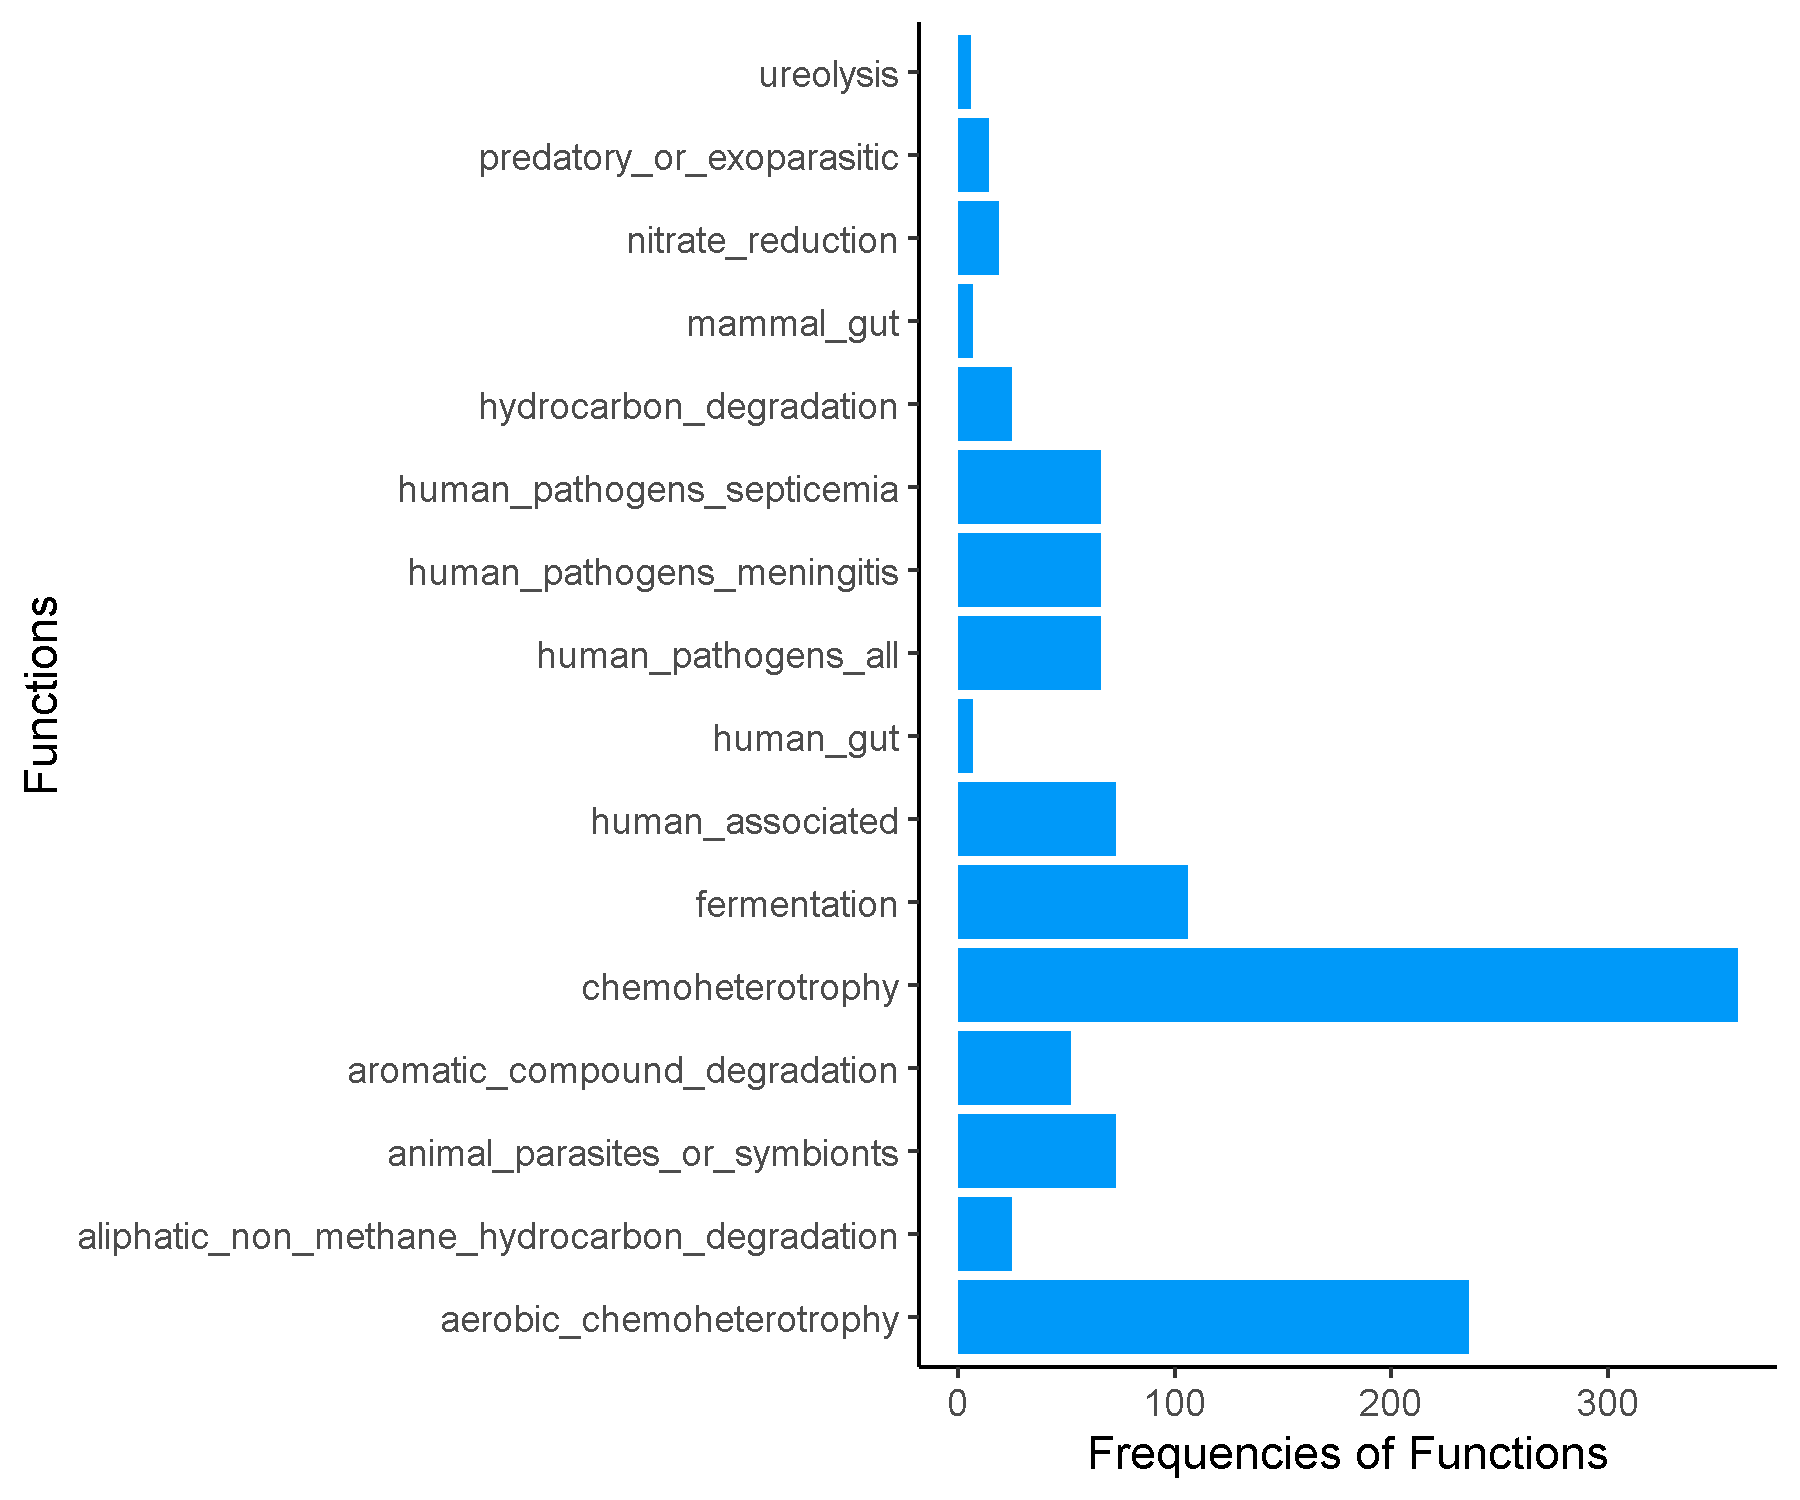 ureolysis
predatory_or_exoparasitic
nitrate_reduction
mammal_gut
hydrocarbon_degradation
human_pathogens_septicemia
human_pathogens_meningitis
human_pathogens_all
human_gut
human_associated
fermentation
chemoheterotrophy
aromatic_compound_degradation
animal_parasites_or_symbionts
aliphatic_non_methane_hydrocarbon_degradation
aerobic_chemoheterotrophy
Functions
0 100 200 300
Frequencies of Functions